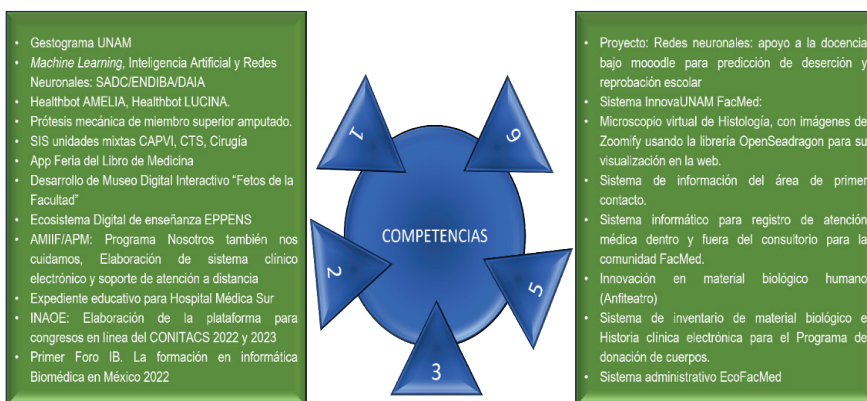 • Gestograma UNAM
• Machine Learning, Inteligencia Artificial y Redes
Neuronales: SADC/ENDIBA/DAIA
• Healthbot AMELIA, Healthbot LUCINA.
• Prótesis mecánica de miembro superior amputado.
• SIS unidades mixtas CAPVI, CTS, Cirugía
• App Feria del Libro de Medicina
• Desarrollo de Museo Digital Interactivo “Fetos de la
Facultad”
• Ecosistema Digital de enseñanza EPPENS
• AMIIF/APM: Programa Nosotros también nos
cuidamos, Elaboración de sistema clínico
electrónico y soporte de atención a distancia
• Expediente educativo para Hospital Médica Sur
• INAOE: Elaboración de la plataforma para
congresos en línea del CONITACS 2022 y 2023
• Primer Foro IB. La formación en informática
Biomédica en México 2022
1
6
COMPETENCIAS
2
5
3
• Proyecto: Redes neuronales: apoyo a la docencia
bajo mooodle para predicción de deserción y
reprobación escolar
• Sistema InnovaUNAM FacMed:
• Microscopio virtual de Histología, con imágenes de
Zoomify usando la librería OpenSeadragon para su
visualización en la web.
• Sistema de información del área de primer
contacto.
• Sistema informático para registro de atención
médica dentro y fuera del consultorio para la
comunidad FacMed.
• Innovación en material biológico humano
(Anfiteatro)
• Sistema de inventario de material biológico e
Historia clínica electrónica para el Programa de
donación de cuerpos.
• Sistema administrativo EcoFacMed